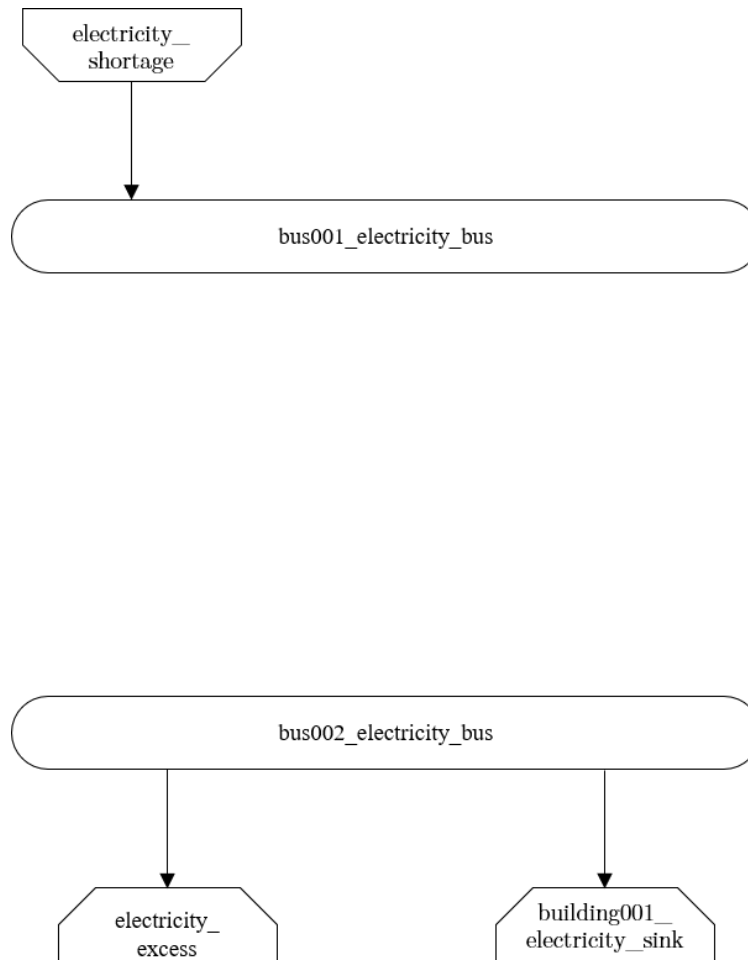 electricity_
shortage
bus001_electricity_bus
bus002_electricity_bus
electricity_
excess
building001_
electricity_sink